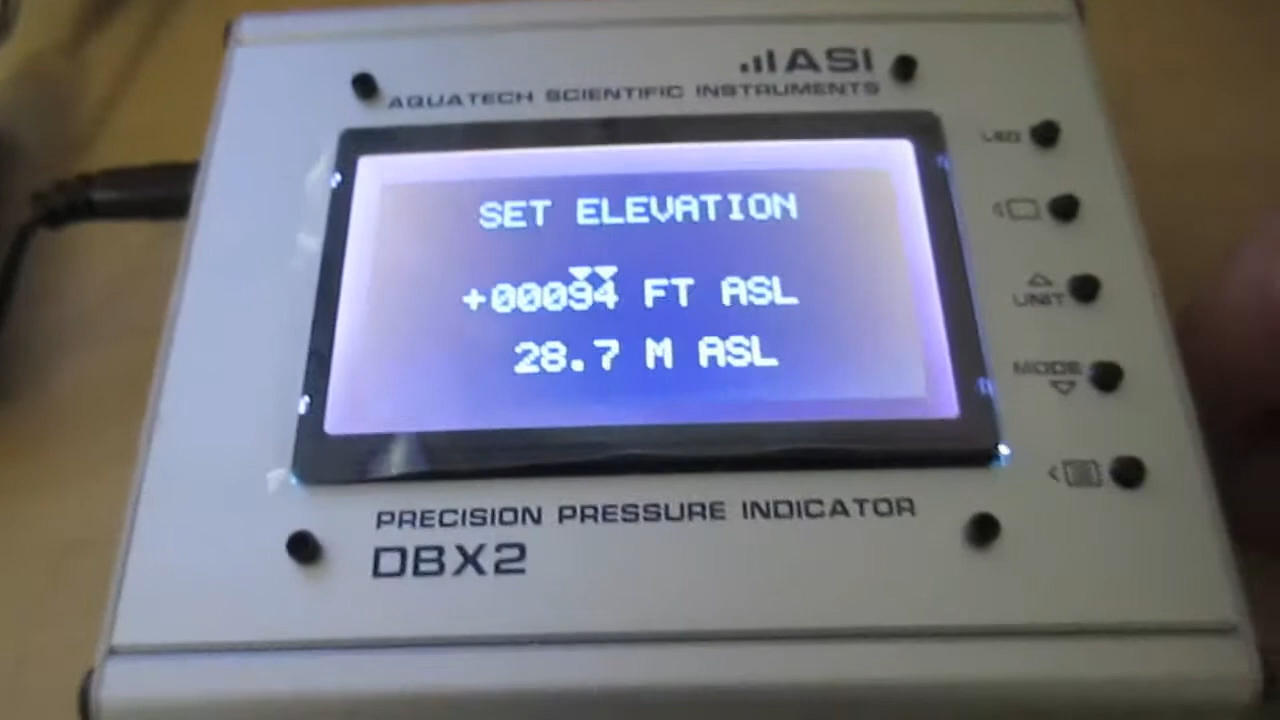 ASI
AQUATECH SCIENTIFIC INSTRUMENTS
LED
SET ELEVATION
+00094 FT ASL
UNIT
28.7 M ASL
MODE
PRECISION PRESSURE INDICATOR
DBX2